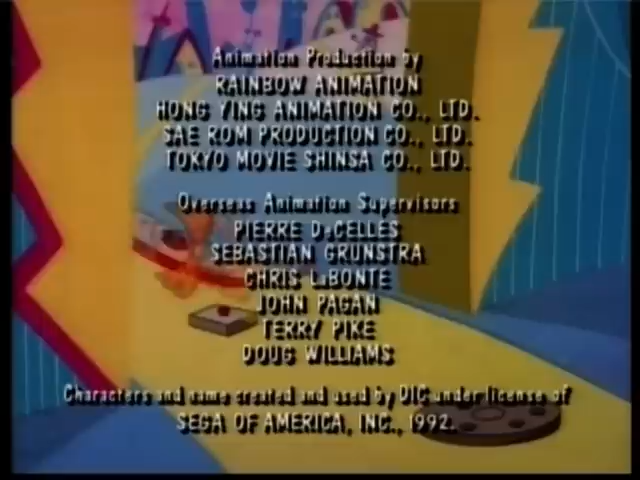 Animation Production by
RAINBOW ANIMATION
HONG YING ANIMATION CO., LTD.
SAE ROM PRODUCTION CO., LTD.
TOKYO MOVIE SHINSA CO., LTD.
Overseas Animation Supervisors
PIERRE DeCELLES
SEBASTIAN GRUNSTRA
CHRIS LaBONTE
JOHN PAGAN
TERRY PIKE
DOUG WILLIAMS
Characters and name created and used by DIC under license of
SEGA OF AMERICA, INC., 1992.